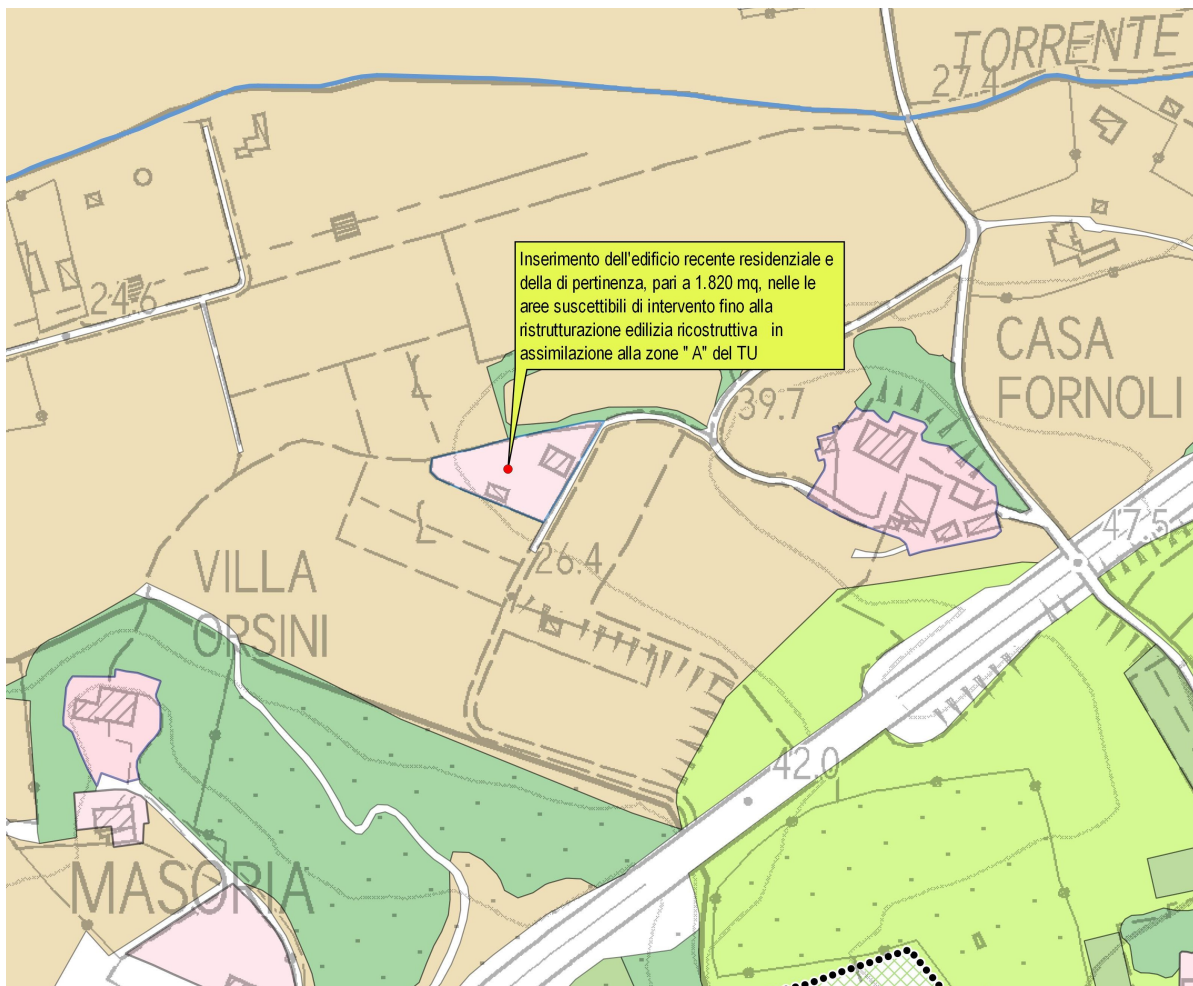 TORRENTE
27.4
24.6
Inserimento dell'edificio recente residenziale e
della di pertinenza, pari a 1.820 mq, nelle le
aree suscettibili di intervento fino alla
ristrutturazione edilizia ricostruttiva in
assimilazione alla zone " A" del TU
CASA
FORNOLI
39.7
47.5
26.4
VILLA
ORSINI
42.0
MASORIA